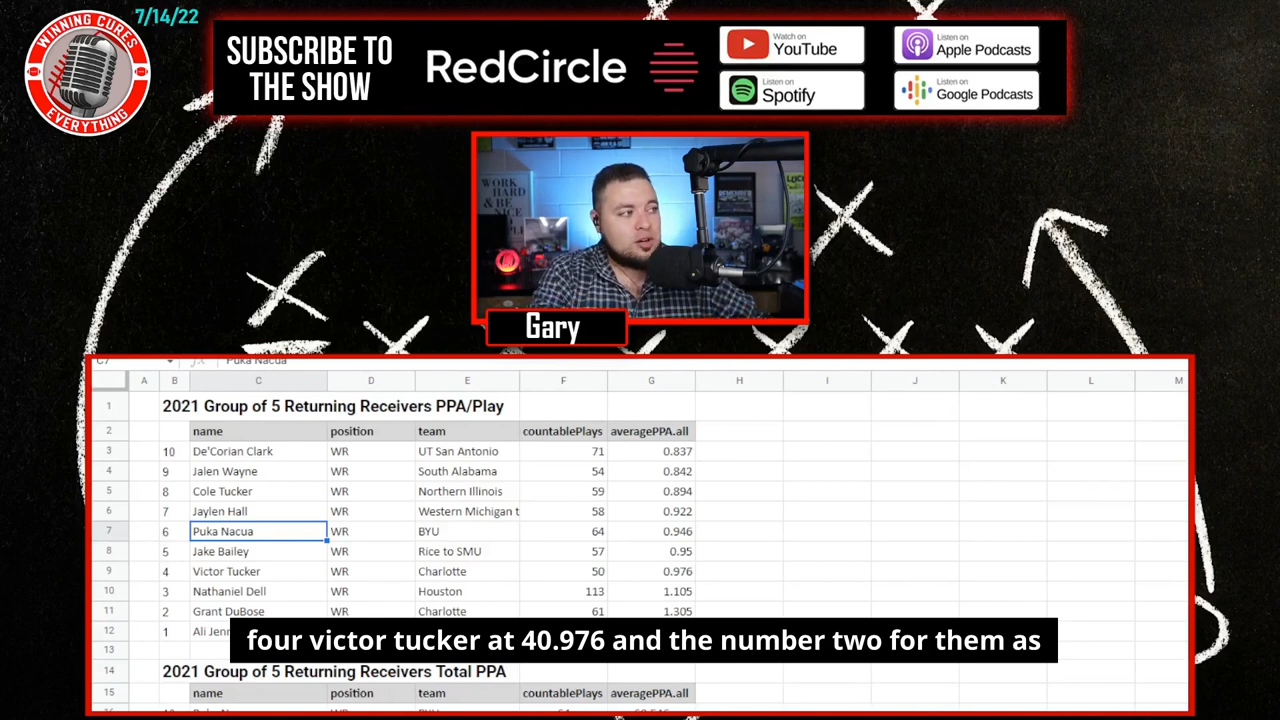 7/14/22
WINNING CURES
EVERYTHING
SUBSCRIBE TO
THE SHOW
RedCircle
Watch on
YouTube
Listen on
Spotify
Listen on
Apple Podcasts
Listen on
Google Podcasts
WORK
HARD
& BE
NICE
Gary
C7 Puka Nacua
A B C D E F G H I J K L M
1 2021 Group of 5 Returning Receivers PPA/Play
2 name position team countablePlays averagePPA.all
3 10 De'Corian Clark WR UT San Antonio 71 0.837
4 9 Jalen Wayne WR South Alabama 54 0.842
5 8 Cole Tucker WR Northern Illinois 59 0.894
6 7 Jaylen Hall WR Western Michigan t 58 0.922
7 6 Puka Nacua WR BYU 64 0.946
8 5 Jake Bailey WR Rice to SMU 57 0.95
9 4 Victor Tucker WR Charlotte 50 0.976
10 3 Nathaniel Dell WR Houston 113 1.105
11 2 Grant DuBose WR Charlotte 61 1.305
12 1 Ali Jenn
four victor tucker at 40.976 and the number two for them as
13
14 2021 Group of 5 Returning Receivers Total PPA
15 name position team countablePlays averagePPA.all